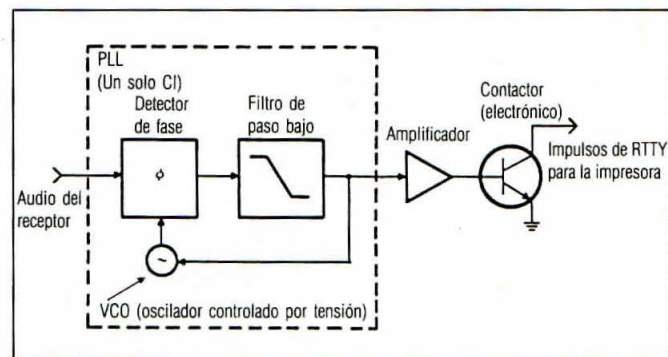 PLL
(Un solo CI)
Detector
de fase
Filtro de
paso bajo
Amplificador
Contactor
(electrónico)
Impulsos de RTTY
para la impresora
Audio del
receptor
ϕ
~
VCO (oscilador controlado por tensión)